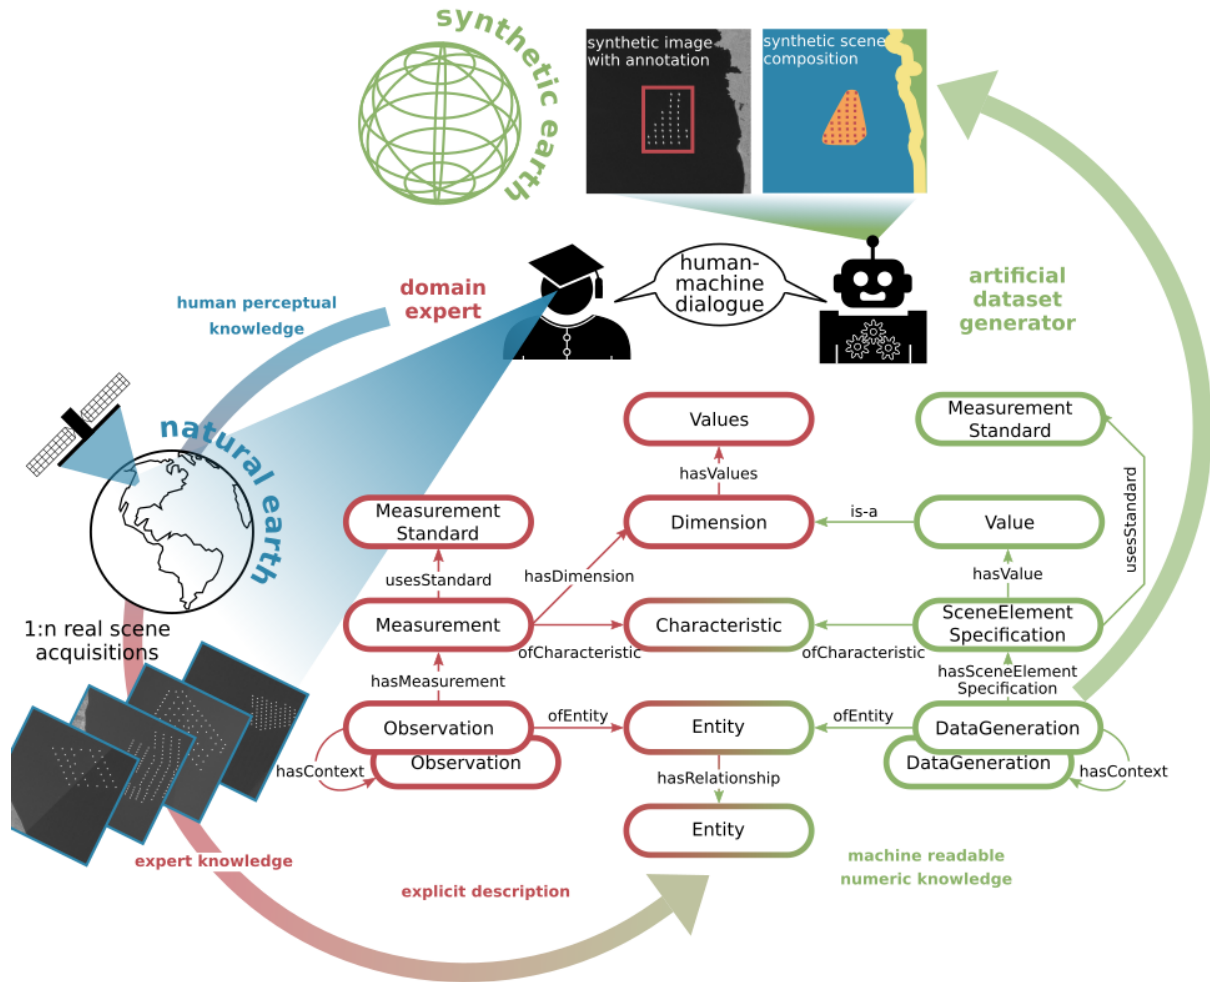 synthetic earth
synthetic image
with annotation
synthetic scene
composition
human-
machine
dialogue
domain
expert
artificial
dataset
generator
human perceptual
knowledge
natural earth
1:n real scene
acquisitions
Values
hasValues
Measurement
Standard
Measurement
Standard
Dimension
is-a
Value
usesStandard
usesStandard
hasDimension
hasValue
Measurement
Characteristic
SceneElement
Specification
ofCharacteristic
ofCharacteristic
hasMeasurement
hasSceneElement
Specification
Observation
ofEntity
Entity
ofEntity
DataGeneration
hasContext
Observation
hasRelationship
DataGeneration
hasContext
Entity
expert knowledge
explicit description
machine readable
numeric knowledge